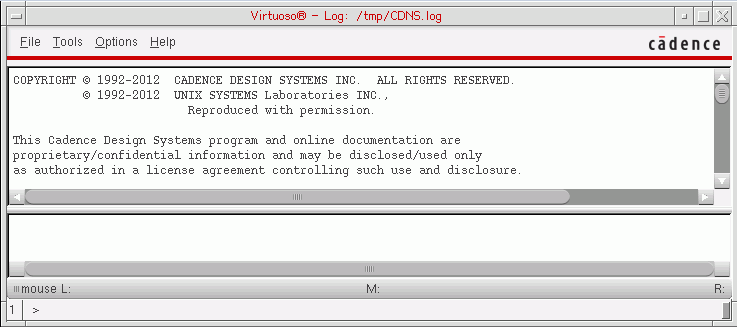 Virtuoso® - Log: /tmp/CDNS.log
File Tools Options Help
cādence
COPYRIGHT © 1992-2012 CADENCE DESIGN SYSTEMS INC. ALL RIGHTS RESERVED.
© 1992-2012 UNIX SYSTEMS Laboratories INC.,
Reproduced with permission.
This Cadence Design Systems program and online documentation are
proprietary/confidential information and may be disclosed/used only
as authorized in a license agreement controlling such use and disclosure.
mouse L: M: R:
1 >